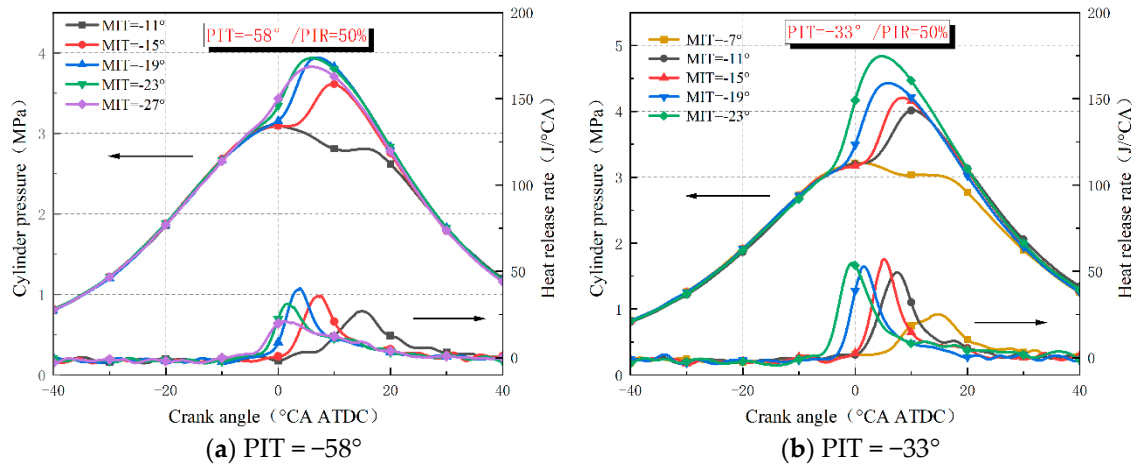 PIT=−58° /PIR=50%
MIT=-11°
MIT=-15°
MIT=-19°
MIT=-23°
MIT=-27°
Cylinder pressure（MPa）
4
3
2
1
0
200
150
100
50
0
Heat release rate（J/°CA）
−40
−20
0
20
40
Crank angle（°CA ATDC）
(a) PIT = −58°
PIT=−33° /PIR=50%
MIT=-7°
MIT=-11°
MIT=-15°
MIT=-19°
MIT=-23°
Cylinder pressure（MPa）
5
4
3
2
1
0
200
150
100
50
0
Heat release rate（J/°CA）
−40
−20
0
20
40
Crank angle（°CA ATDC）
(b) PIT = −33°